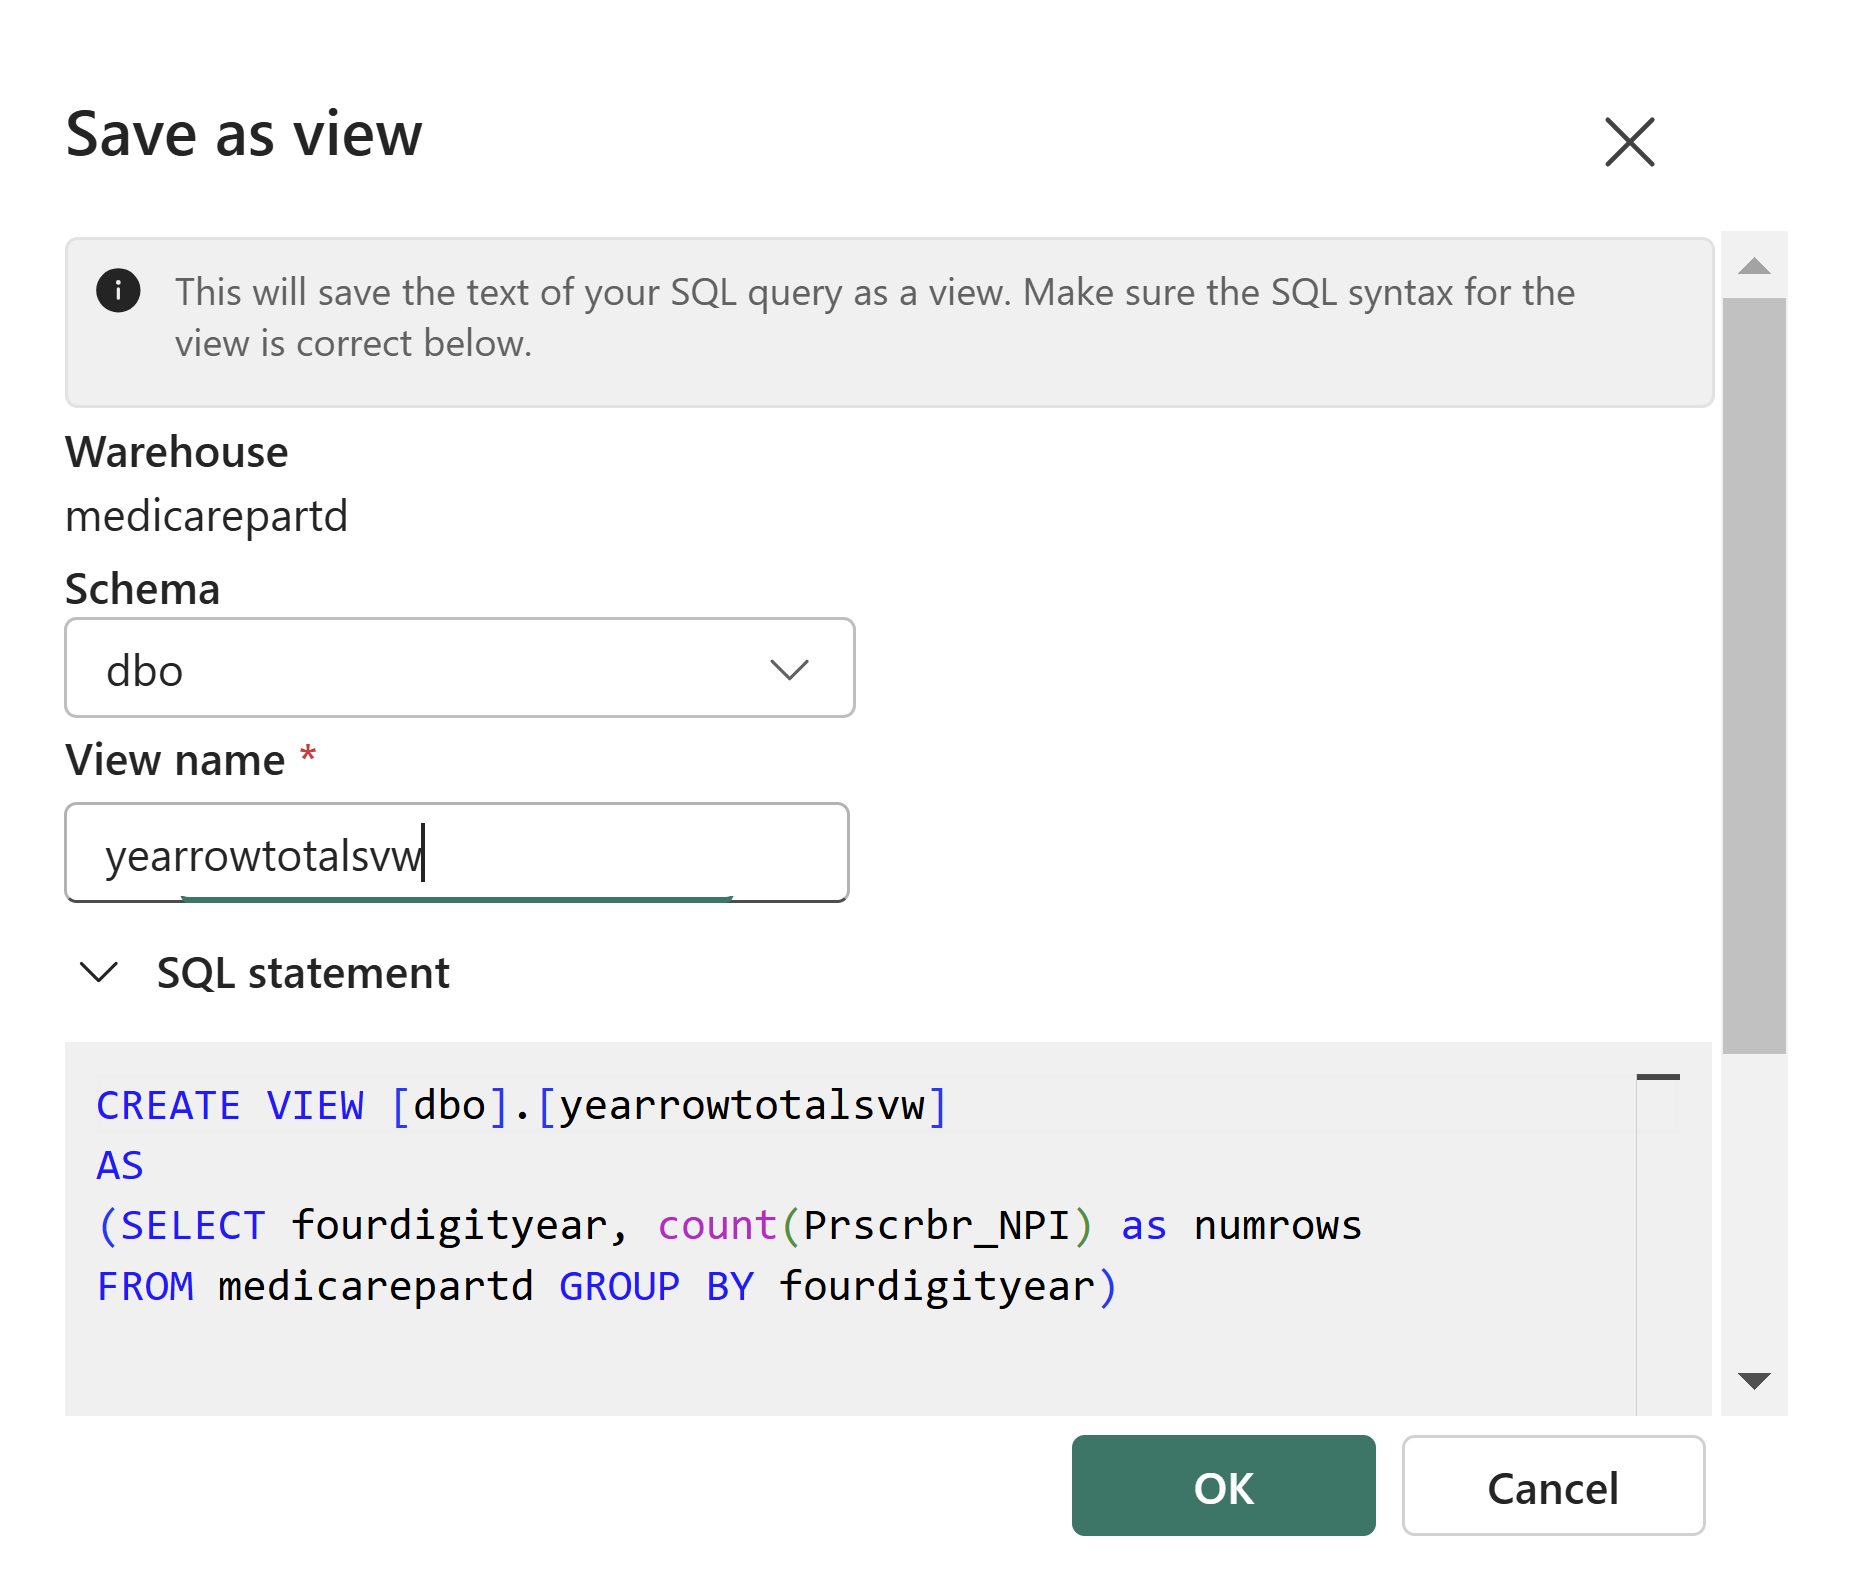 Save as view
This will save the text of your SQL query as a view. Make sure the SQL syntax for the
view is correct below.
Warehouse
medicarepartd
Schema
dbo
View name *
yearrowtotalsvw
SQL statement
CREATE VIEW [dbo].[yearrowtotalsvw]
AS
(SELECT fourdigityear, count(Prscrbr_NPI) as numrows
FROM medicarepartd GROUP BY fourdigityear)
OK
Cancel